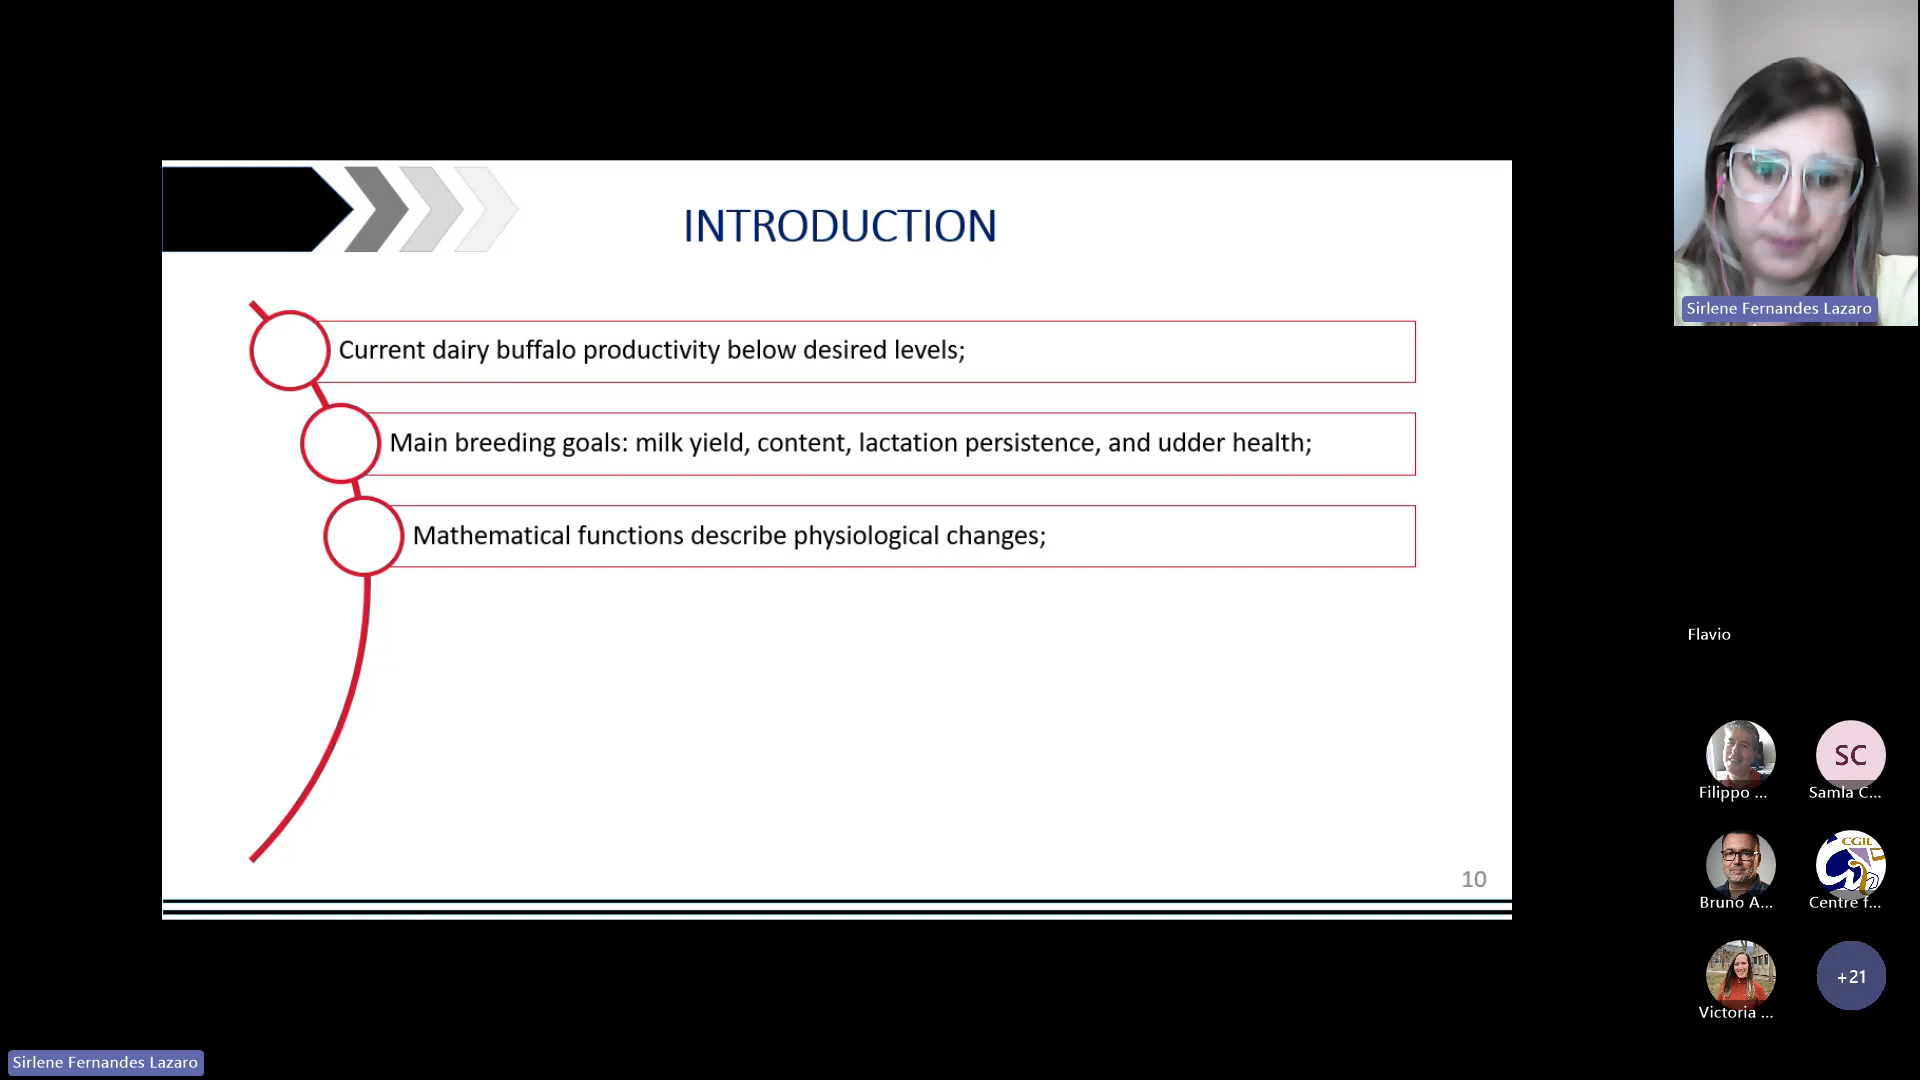 INTRODUCTION
Current dairy buffalo productivity below desired levels;
Main breeding goals: milk yield, content, lactation persistence, and udder health;
Mathematical functions describe physiological changes;
10
Sirlene Fernandes Lazaro
Flavio
Filippo ...
SC
Samla C...
Bruno A...
CGIL
Centre f...
Victoria ...
+21
Sirlene Fernandes Lazaro